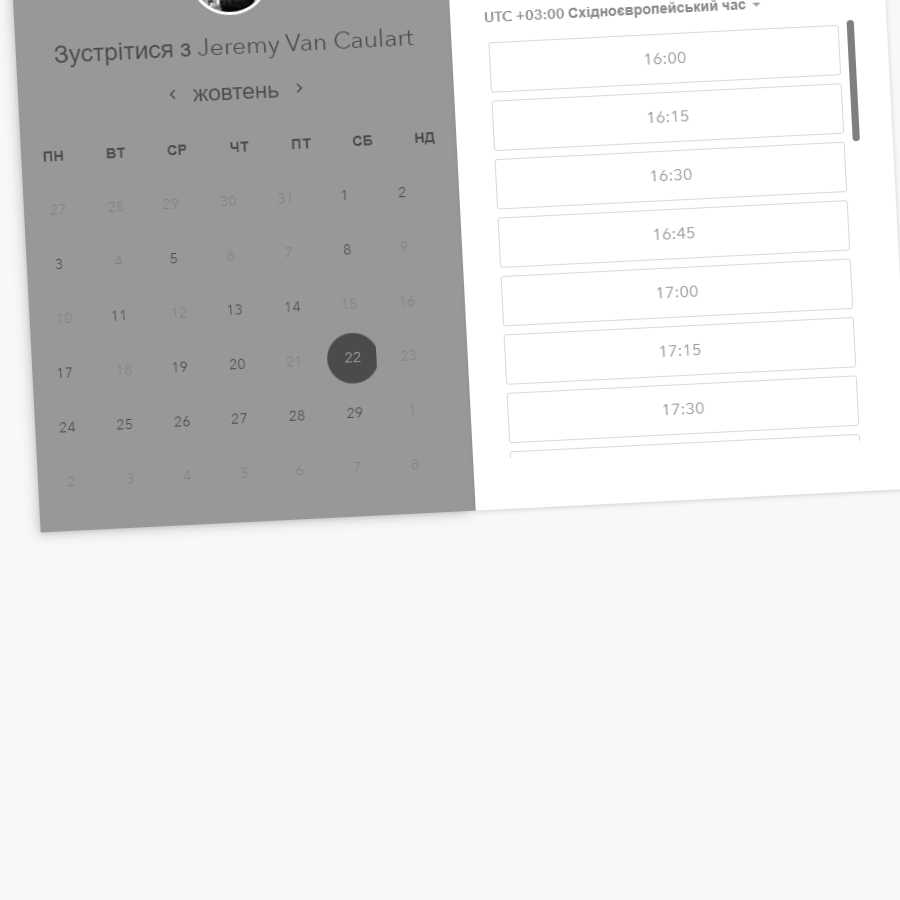 Зустрітися з Jeremy Van Caulart
‹ жовтень ›
ПН ВТ СР ЧТ ПТ СБ НД
27 28 29 30 31 1 2
3 4 5 6 7 8 9
10 11 12 13 14 15 16
17 18 19 20 21 22 23
24 25 26 27 28 29 1
2 3 4 5 6 7 8
UTC +03:00 Східноєвропейський час
16:00
16:15
16:30
16:45
17:00
17:15
17:30